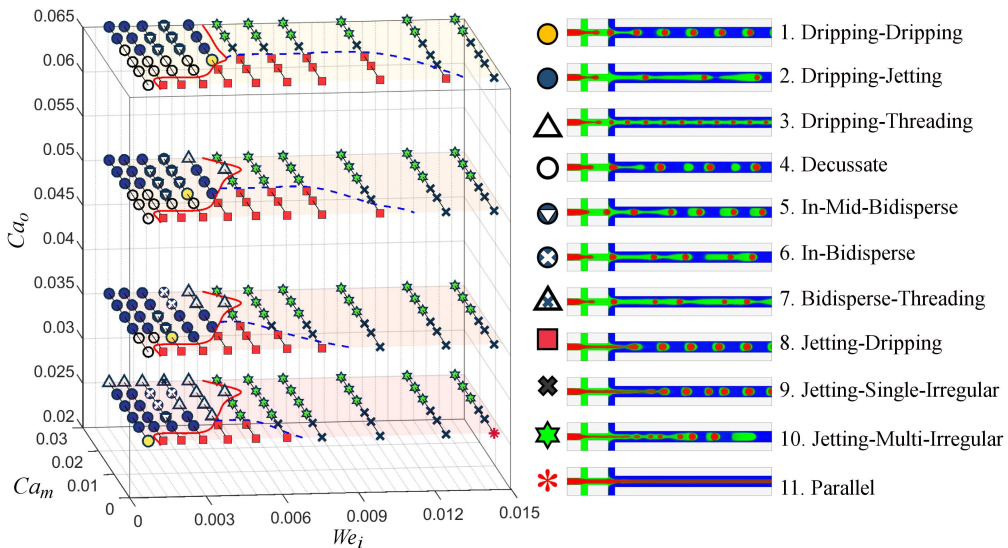 0.065
0.06
0.05
0.045
0.04
0.035
0.03
0.025
0.02
Ca_o
0.03
0.02
0.01
0
Ca_m
0
0.003
0.006
0.009
0.012
0.015
We_i
1. Dripping-Dripping
2. Dripping-Jetting
3. Dripping-Threading
4. Decussate
5. In-Mid-Bidisperse
6. In-Bidisperse
7. Bidisperse-Threading
8. Jetting-Dripping
9. Jetting-Single-Irregular
10. Jetting-Multi-Irregular
11. Parallel